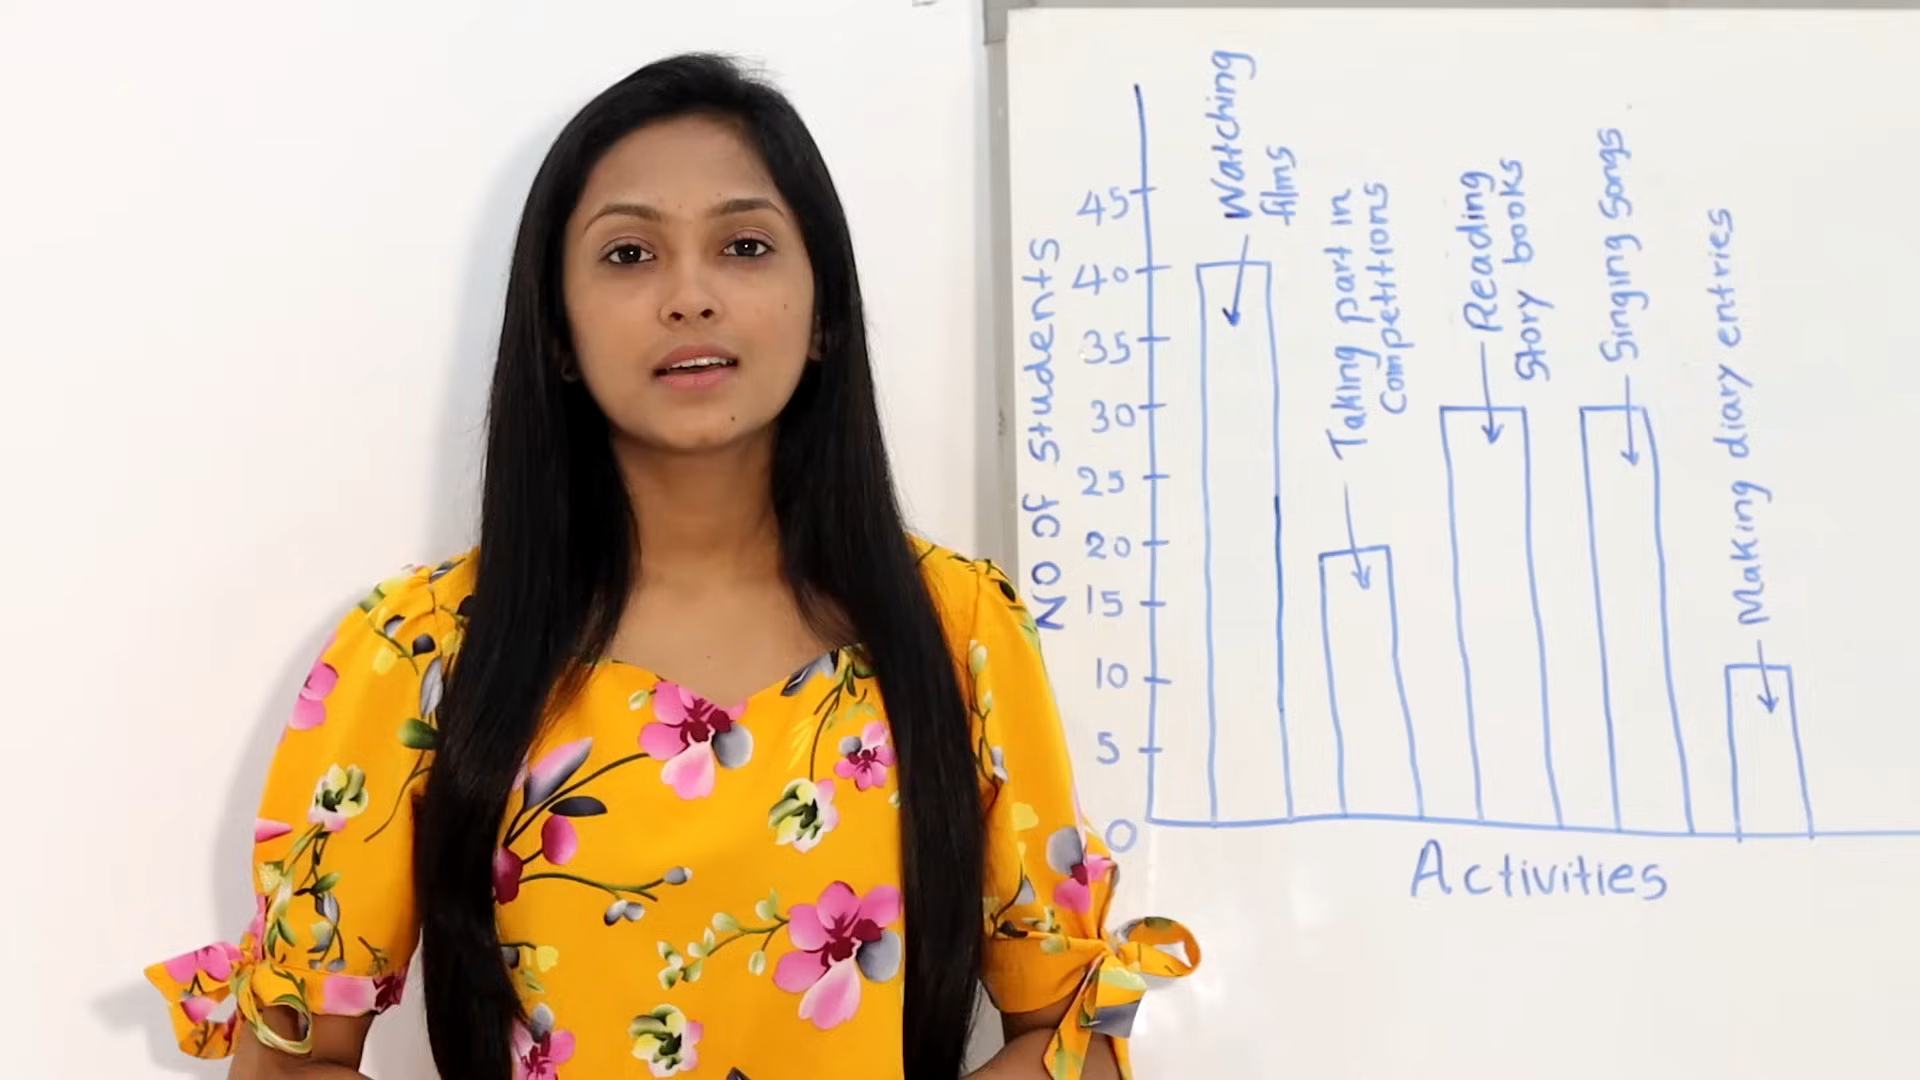 No of Students
45
40
35
30
25
20
15
10
5
0
Watching
films
Taking part in
Competitions
Reading
Story books
Singing Songs
Making diary entries
Activities